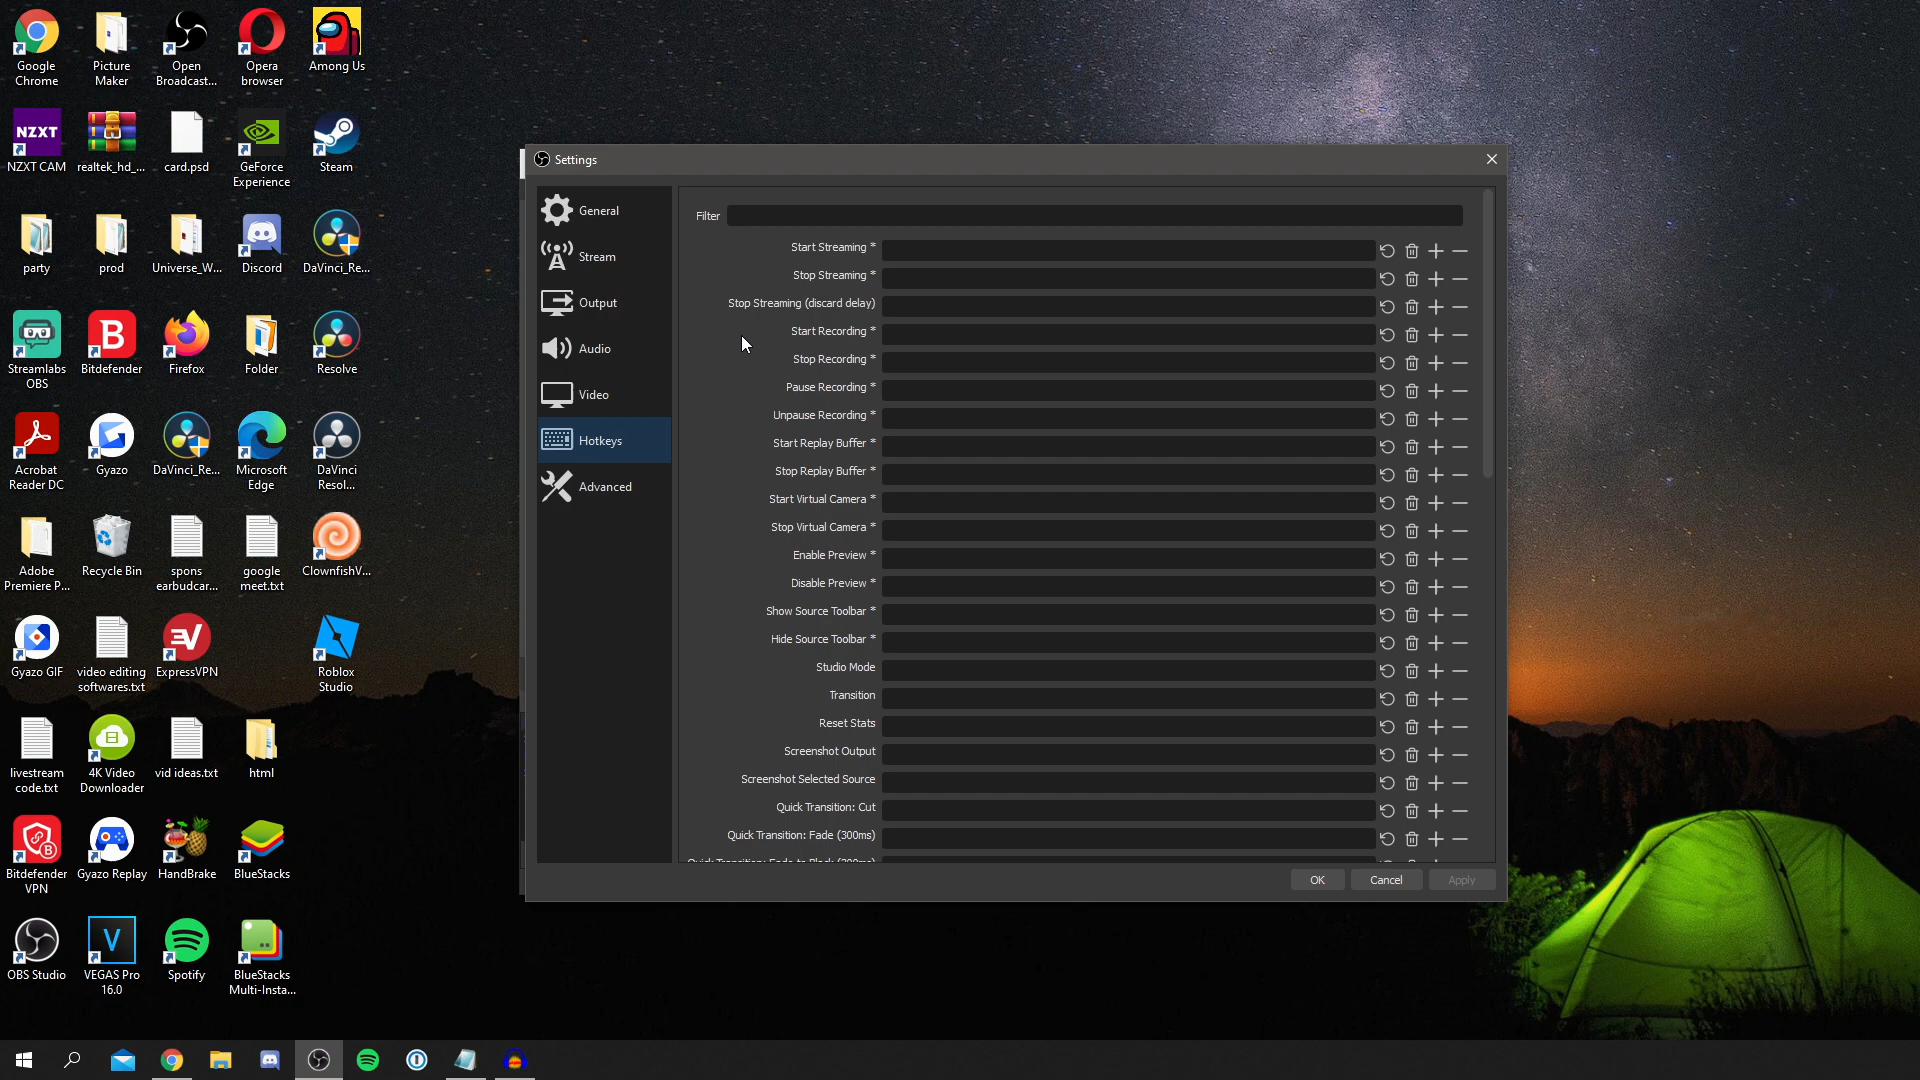 Google
Chrome
Picture
Maker
Open
Broadcast...
Opera
browser
Among Us
NZXT
NZXT CAM
realtek_hd_...
card.psd
GeForce
Experience
Steam
party
prod
Universe_W...
Discord
DaVinci_Re...
Streamlabs
OBS
B
Bitdefender
Firefox
Folder
Resolve
Acrobat
Reader DC
Gyazo
DaVinci_Re...
Microsoft
Edge
DaVinci
Resol...
Adobe
Premiere P...
Recycle Bin
spons
earbudcar...
google
meet.txt
ClownfishV...
Gyazo GIF
video editing
softwares.txt
ExpressVPN
Roblox
Studio
livestream
code.txt
4K Video
Downloader
vid ideas.txt
html
Bitdefender
VPN
Gyazo Replay
HandBrake
BlueStacks
OBS Studio
V
VEGAS Pro
16.0
Spotify
BlueStacks
Multi-Insta...
Settings
General
Stream
Output
Audio
Video
Hotkeys
Advanced
Filter
Start Streaming *
Stop Streaming *
Stop Streaming (discard delay)
Start Recording *
Stop Recording *
Pause Recording *
Unpause Recording *
Start Replay Buffer *
Stop Replay Buffer *
Start Virtual Camera *
Stop Virtual Camera *
Enable Preview *
Disable Preview *
Show Source Toolbar *
Hide Source Toolbar *
Studio Mode
Transition
Reset Stats
Screenshot Output
Screenshot Selected Source
Quick Transition: Cut
Quick Transition: Fade (300ms)
Quick Transition: Fade to Black (300ms)
OK
Cancel
Apply